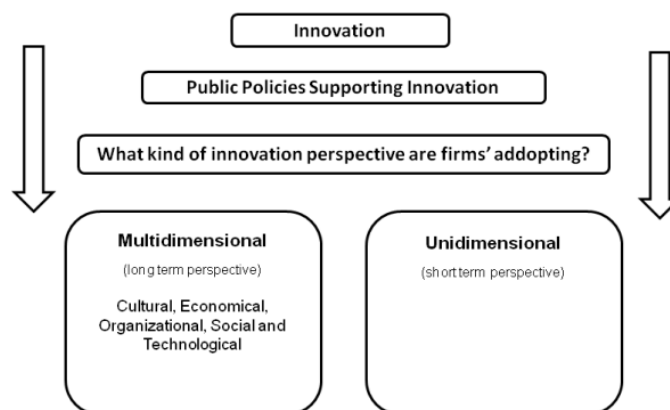 Innovation
Public Policies Supporting Innovation
What kind of innovation perspective are firms' addopting?
Multidimensional
(long term perspective)
Cultural, Economical,
Organizational, Social and
Technological
Unidimensional
(short term perspective)